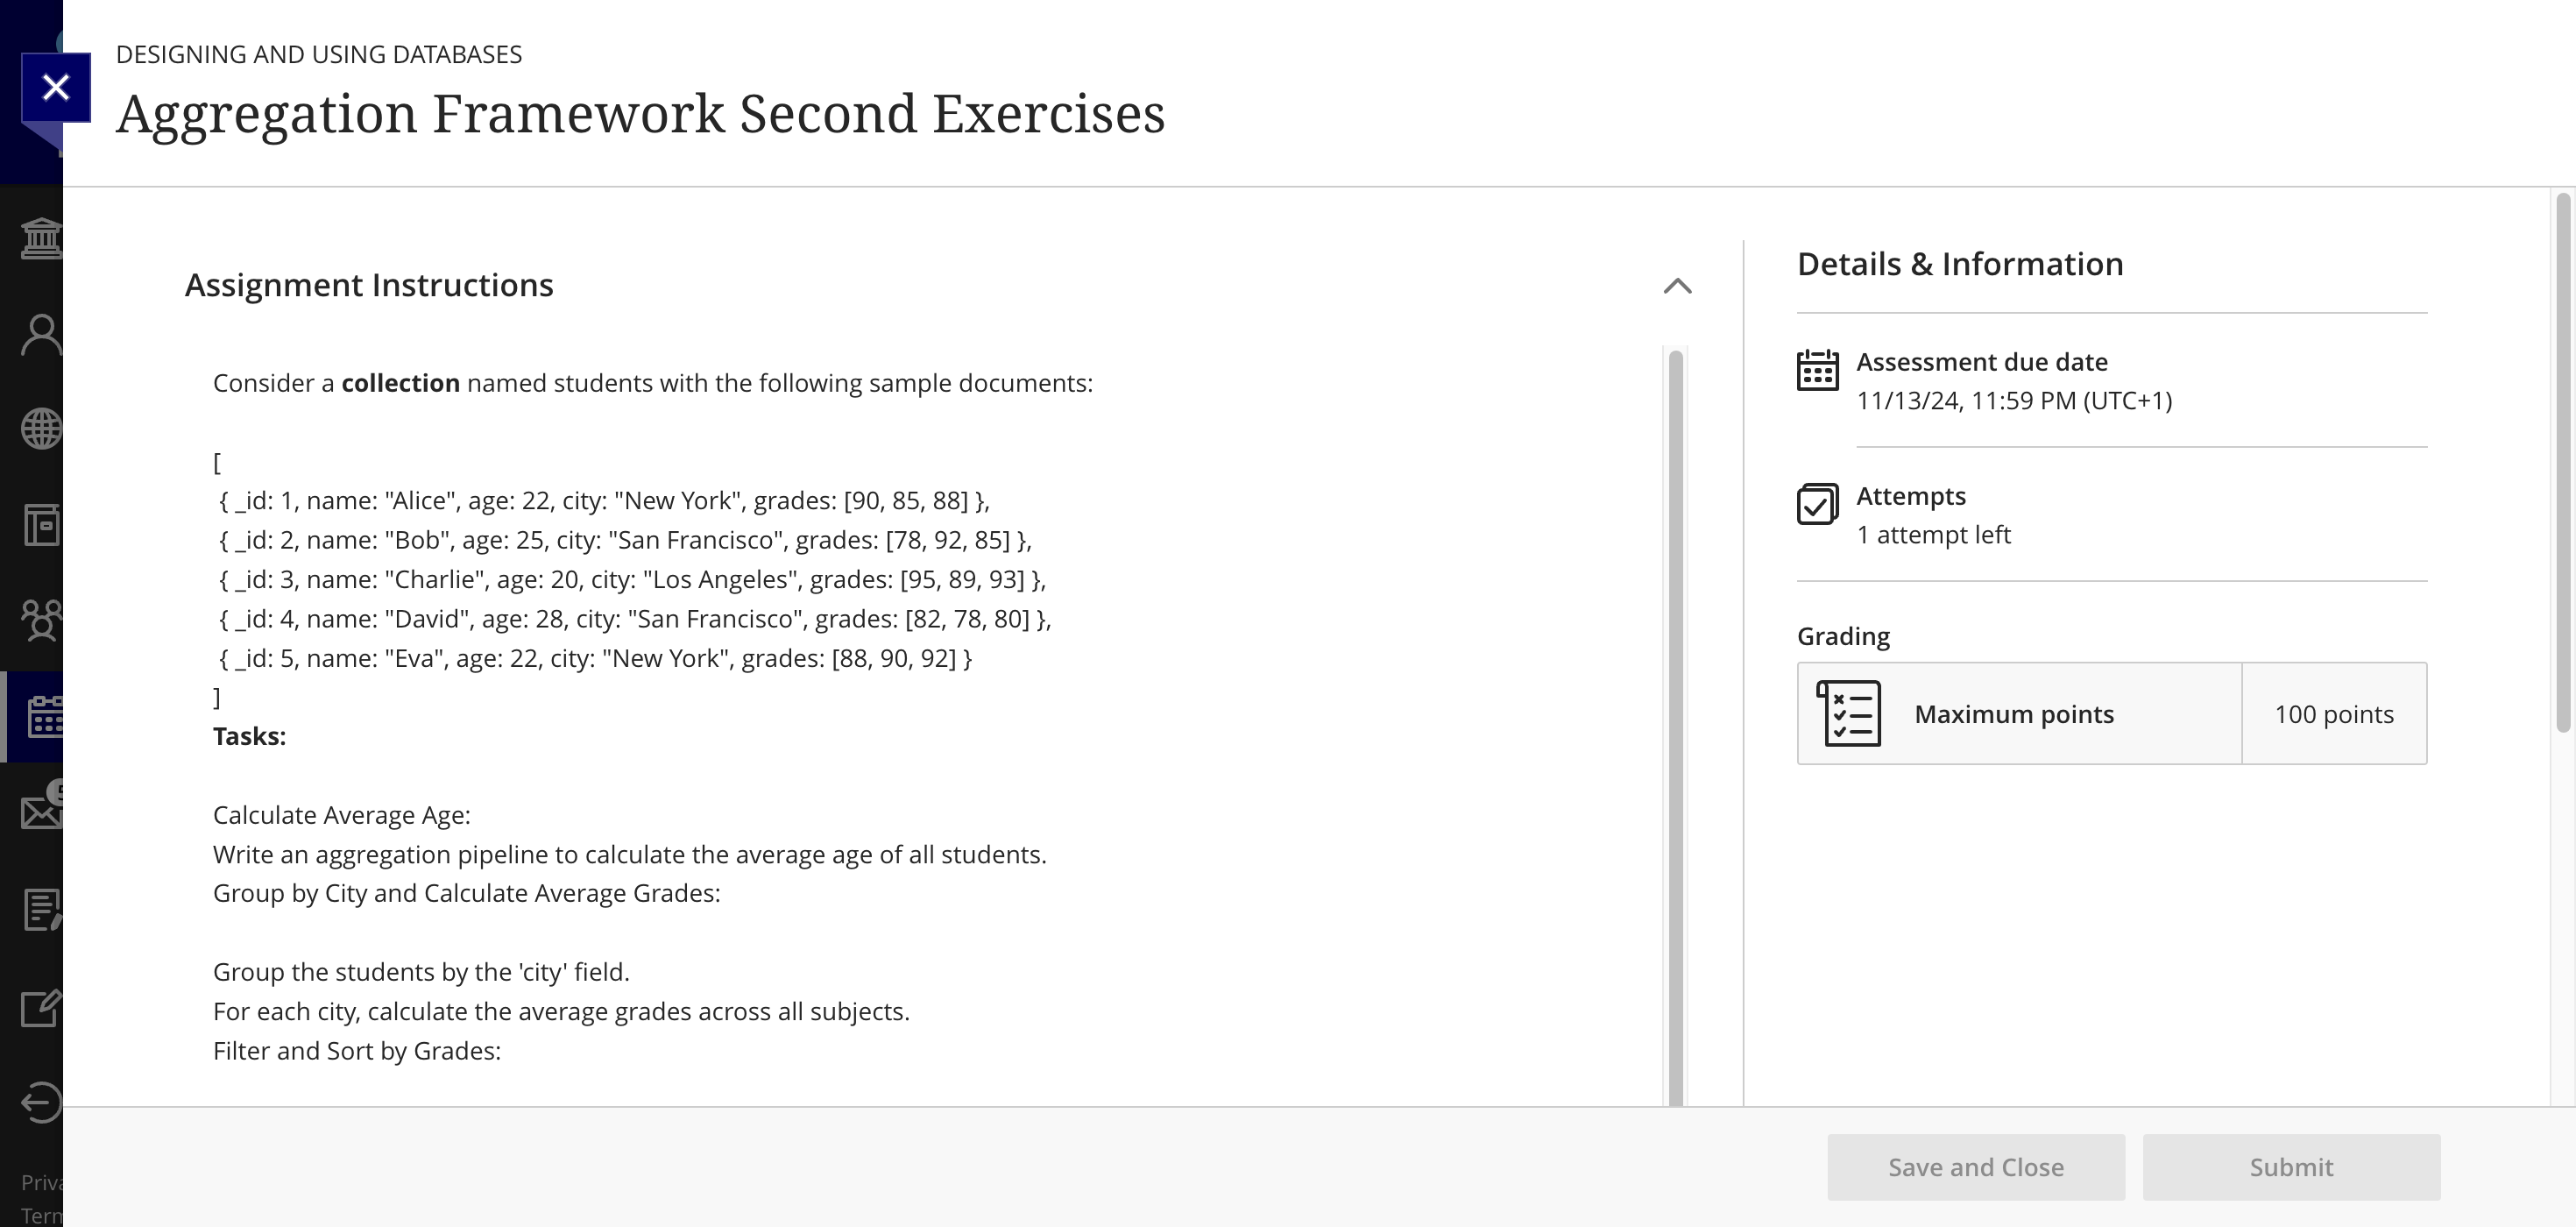 DESIGNING AND USING DATABASES
Aggregation Framework Second Exercises
Assignment Instructions
Consider a collection named students with the following sample documents:
[
{ _id: 1, name: "Alice", age: 22, city: "New York", grades: [90, 85, 88] },
{ _id: 2, name: "Bob", age: 25, city: "San Francisco", grades: [78, 92, 85] },
{ _id: 3, name: "Charlie", age: 20, city: "Los Angeles", grades: [95, 89, 93] },
{ _id: 4, name: "David", age: 28, city: "San Francisco", grades: [82, 78, 80] },
{ _id: 5, name: "Eva", age: 22, city: "New York", grades: [88, 90, 92] }
]
Tasks:
Calculate Average Age:
Write an aggregation pipeline to calculate the average age of all students.
Group by City and Calculate Average Grades:
Group the students by the 'city' field.
For each city, calculate the average grades across all subjects.
Filter and Sort by Grades:
Details & Information
Assessment due date
11/13/24, 11:59 PM (UTC+1)
Attempts
1 attempt left
Grading
Maximum points
100 points
Save and Close
Submit